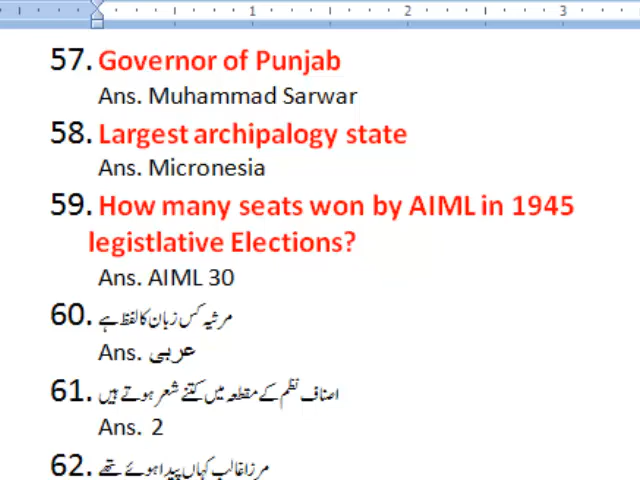 1 2 3
57. Governor of Punjab
Ans. Muhammad Sarwar
58. Largest archipalogy state
Ans. Micronesia
59. How many seats won by AIML in 1945
legistlative Elections?
Ans. AIML 30
60. مرثیہ کس زبان کا لفظ ہے
Ans. عربی
61. اصناف نظم کے مقطعہ میں کتنے شعر ہوتے ہیں
Ans. 2
62. مرزا غالب کہاں پیدا ہوئے تھے